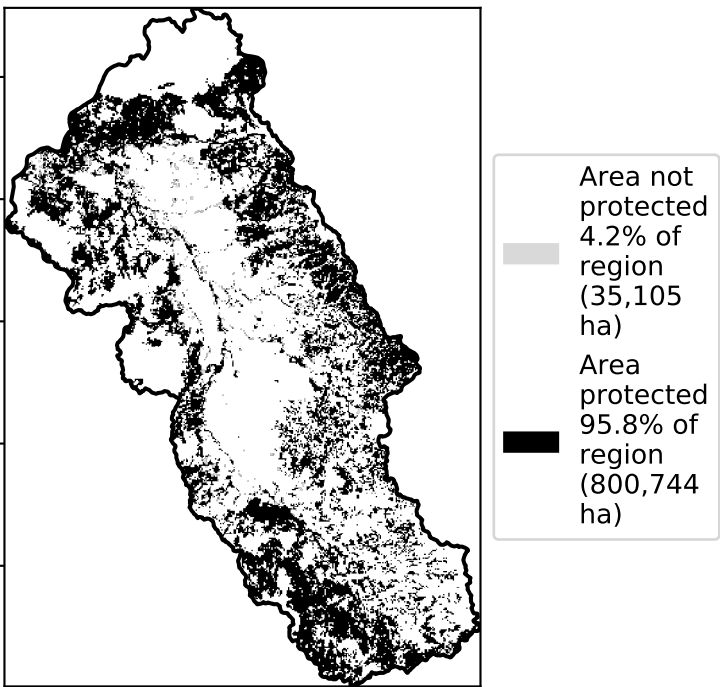 Area not
protected
4.2% of
region
(35,105
ha)
Area
protected
95.8% of
region
(800,744
ha)